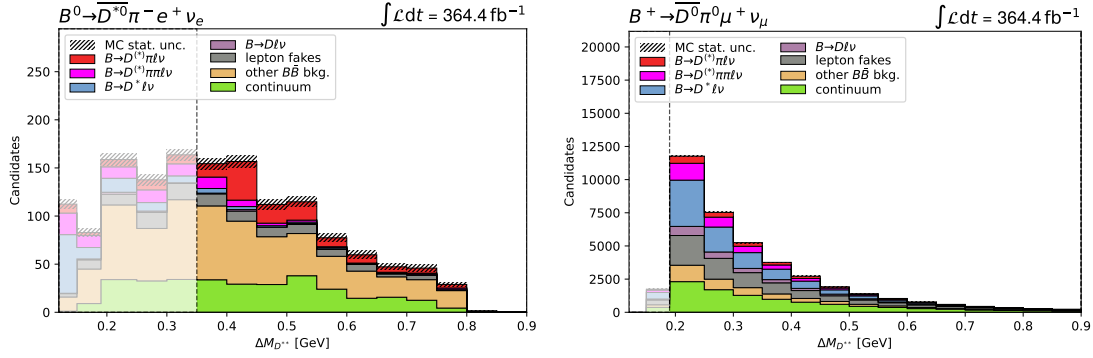 B⁰→D̅*⁰π⁻e⁺νₑ ∫ℒdt = 364.4 fb⁻¹
MC stat. unc.
B→D⁽*⁾πℓν
B→D⁽*⁾ππℓν
B→D*ℓν
B→Dℓν
lepton fakes
other BB̄ bkg.
continuum
Candidates
250
200
150
100
50
0
0.2 0.3 0.4 0.5 0.6 0.7 0.8 0.9
ΔM_D** [GeV]
B⁺→D̅⁰π⁰μ⁺ν_μ ∫ℒdt = 364.4 fb⁻¹
MC stat. unc.
B→D⁽*⁾πℓν
B→D⁽*⁾ππℓν
B→D*ℓν
B→Dℓν
lepton fakes
other BB̄ bkg.
continuum
Candidates
20000
17500
15000
12500
10000
7500
5000
2500
0
0.2 0.3 0.4 0.5 0.6 0.7 0.8 0.9
ΔM_D** [GeV]